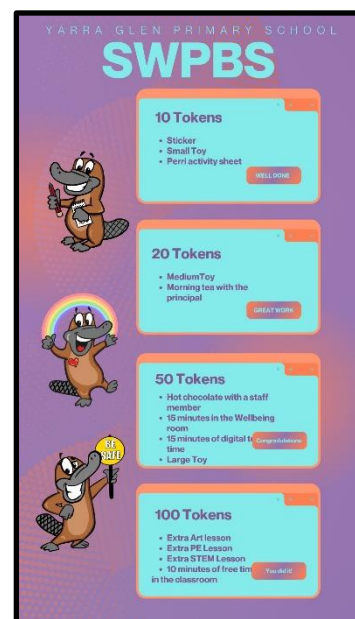 YARRA GLEN PRIMARY SCHOOL
SWPBS
10 Tokens
• Sticker
• Small Toy
• Perri activity sheet
WELL DONE
20 Tokens
• MediumToy
• Morning tea with the
principal
GREAT WORK
50 Tokens
• Hot chocolate with a staff
member
• 15 minutes in the Wellbeing
room
• 15 minutes of digital
time
• Large Toy
Congratulations
BE
SAFE
100 Tokens
• Extra Art lesson
• Extra PE Lesson
• Extra STEM Lesson
• 10 minutes of free
in the classroom
You did it!